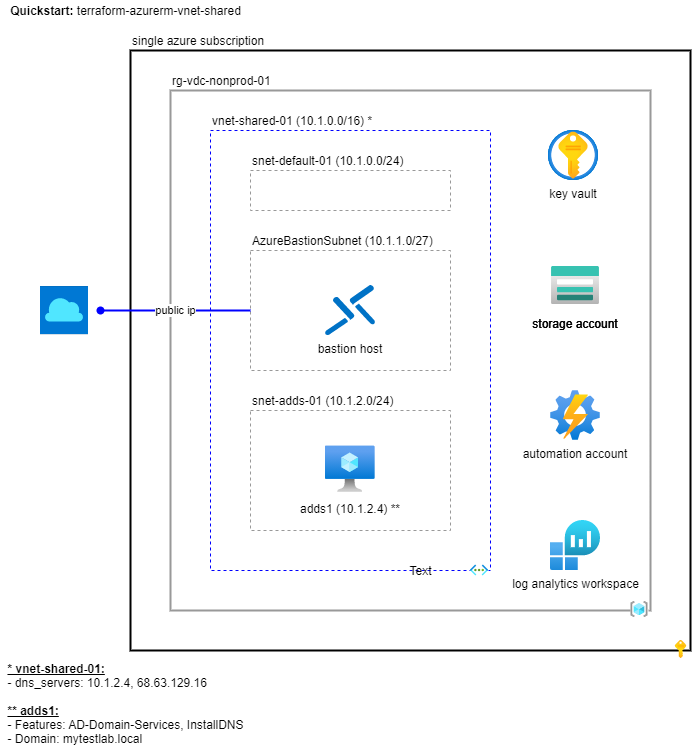 Quickstart: terraform-azurerm-vnet-shared
single azure subscription
rg-vdc-nonprod-01
vnet-shared-01 (10.1.0.0/16) *
snet-default-01 (10.1.0.0/24)
key vault
AzureBastionSubnet (10.1.1.0/27)
public ip
storage account
bastion host
snet-adds-01 (10.1.2.0/24)
automation account
adds1 (10.1.2.4) **
Text
log analytics workspace
* vnet-shared-01:
- dns_servers: 10.1.2.4, 68.63.129.16
** adds1:
- Features: AD-Domain-Services, InstallDNS
- Domain: mytestlab.local